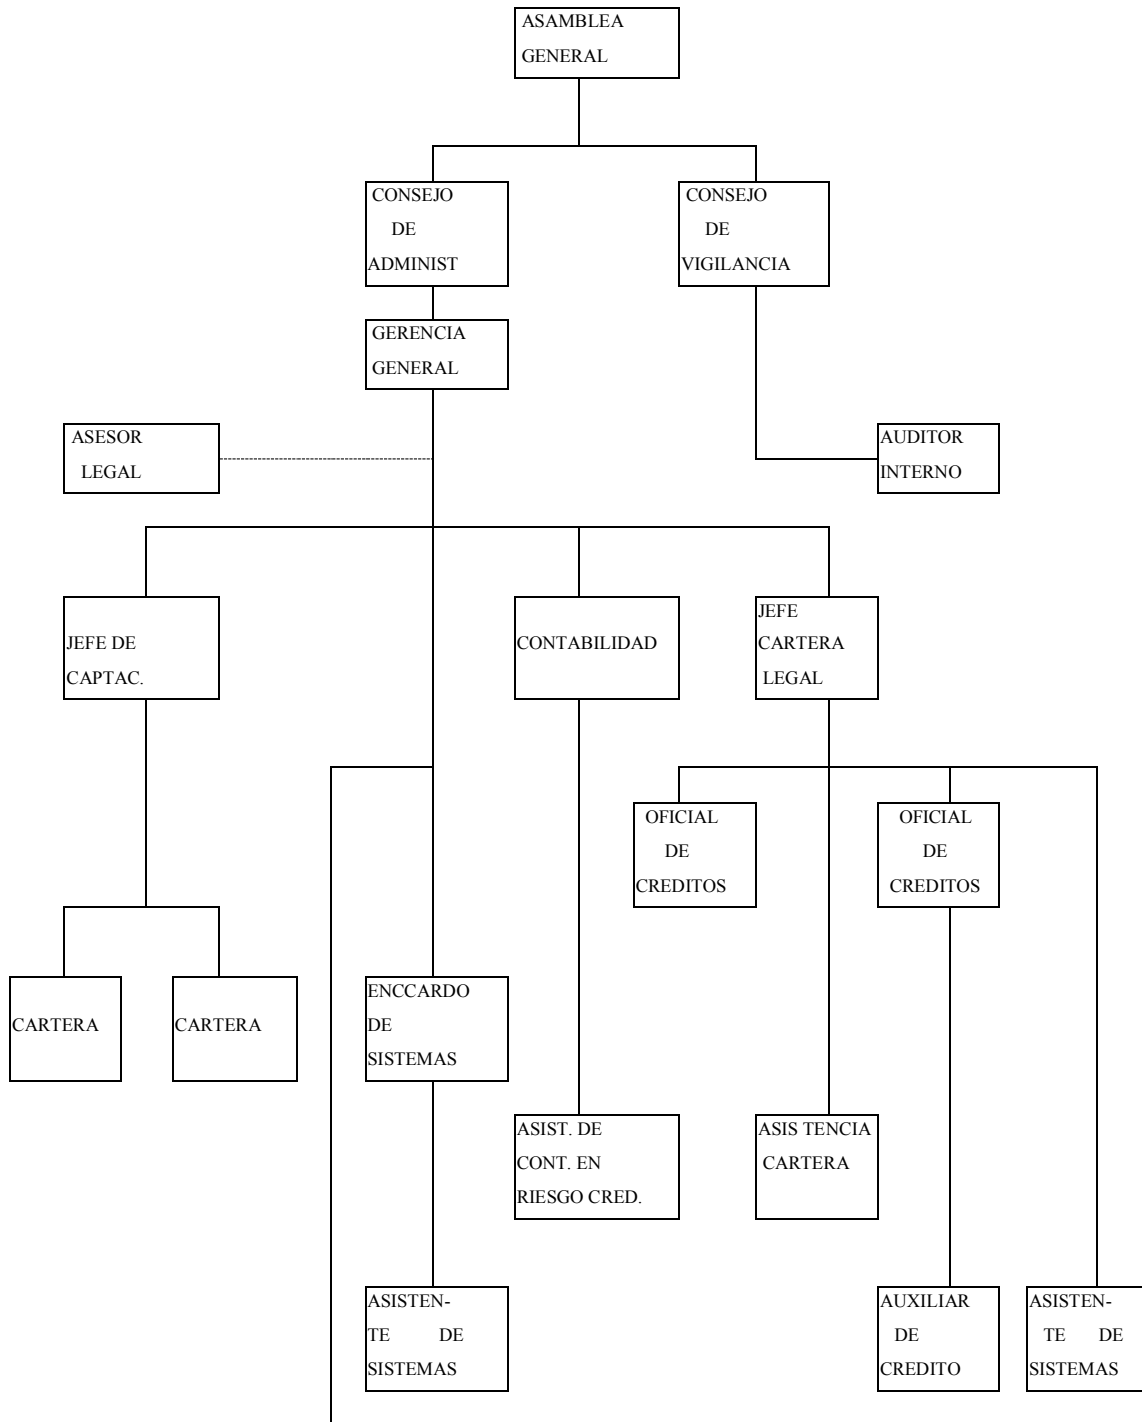 ASAMBLEA
GENERAL
CONSEJO
DE
ADMINIST
CONSEJO
DE
VIGILANCIA
GERENCIA
GENERAL
ASESOR
LEGAL
AUDITOR
INTERNO
JEFE DE
CAPTAC.
CONTABILIDAD
JEFE
CARTERA
LEGAL
OFICIAL
DE
CREDITOS
OFICIAL
DE
CREDITOS
CARTERA
CARTERA
ENCCARDO
DE
SISTEMAS
ASIST. DE
CONT. EN
RIESGO CRED.
ASIS TENCIA
CARTERA
ASISTEN-
TE DE
SISTEMAS
AUXILIAR
DE
CREDITO
ASISTEN-
TE DE
SISTEMAS